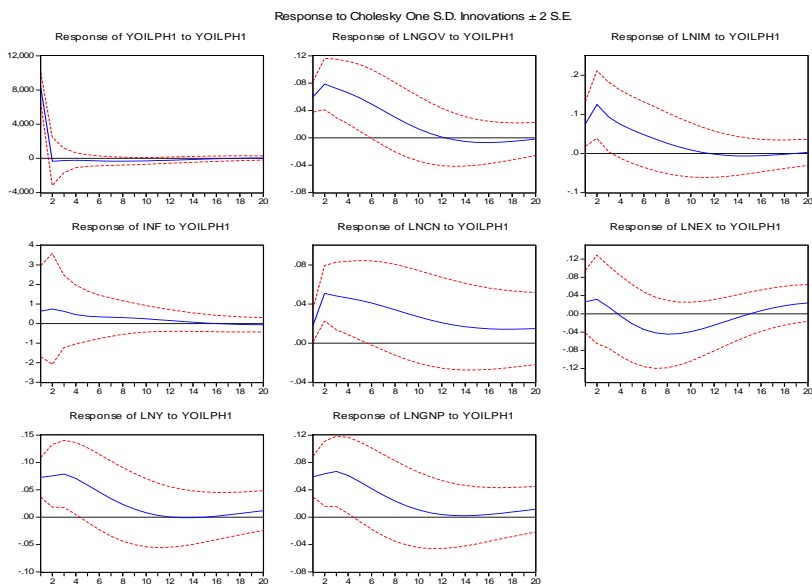 Response to Cholesky One S.D. Innovations ± 2 S.E.
Response of YOILPH1 to YOILPH1
12,000
8,000
4,000
0
-4,000
2 4 6 8 10 12 14 16 18 20
Response of LNGOV to YOILPH1
.12
.08
.04
.00
-.04
-.08
2 4 6 8 10 12 14 16 18 20
Response of LNIM to YOILPH1
.2
.1
.0
-.1
2 4 6 8 10 12 14 16 18 20
Response of INF to YOILPH1
4
3
2
1
0
-1
-2
-3
2 4 6 8 10 12 14 16 18 20
Response of LNCN to YOILPH1
.08
.04
.00
-.04
2 4 6 8 10 12 14 16 18 20
Response of LNEX to YOILPH1
.12
.08
.04
.00
-.04
-.08
-.12
2 4 6 8 10 12 14 16 18 20
Response of LNY to YOILPH1
.15
.10
.05
.00
-.05
-.10
2 4 6 8 10 12 14 16 18 20
Response of LNGNP to YOILPH1
.12
.08
.04
.00
-.04
-.08
2 4 6 8 10 12 14 16 18 20